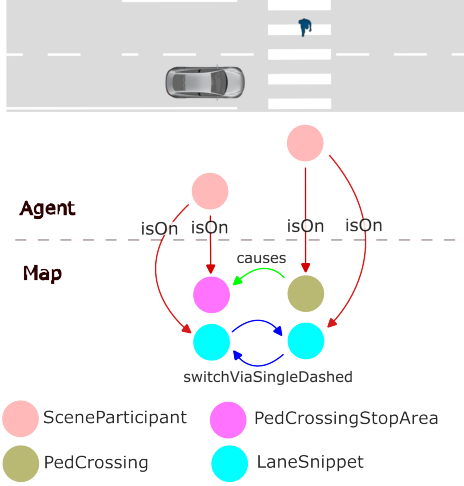 Agent
isOn isOn isOn isOn
causes
Map
switchViaSingleDashed
SceneParticipant PedCrossingStopArea
PedCrossing LaneSnippet